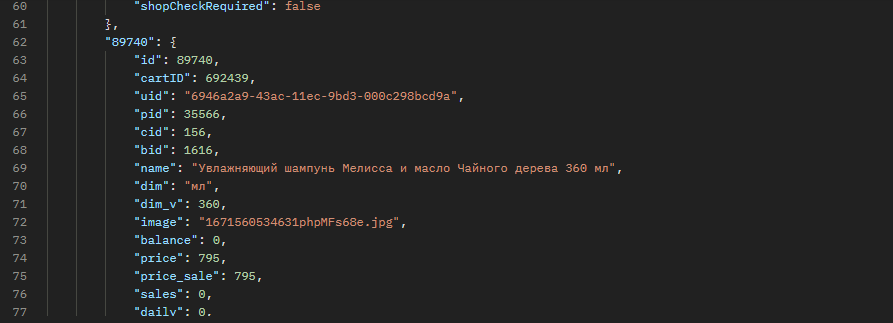 60 "shopCheckRequired": false
61 },
62 "89740": {
63 "id": 89740,
64 "cartID": 692439,
65 "uid": "6946a2a9-43ac-11ec-9bd3-000c298bcd9a",
66 "pid": 35566,
67 "cid": 156,
68 "bid": 1616,
69 "name": "Увлажняющий шампунь Мелисса и масло Чайного дерева 360 мл",
70 "dim": "мл",
71 "dim_v": 360,
72 "image": "1671560534631phpMFs68e.jpg",
73 "balance": 0,
74 "price": 795,
75 "price_sale": 795,
76 "sales": 0,
77 "daily": 0,